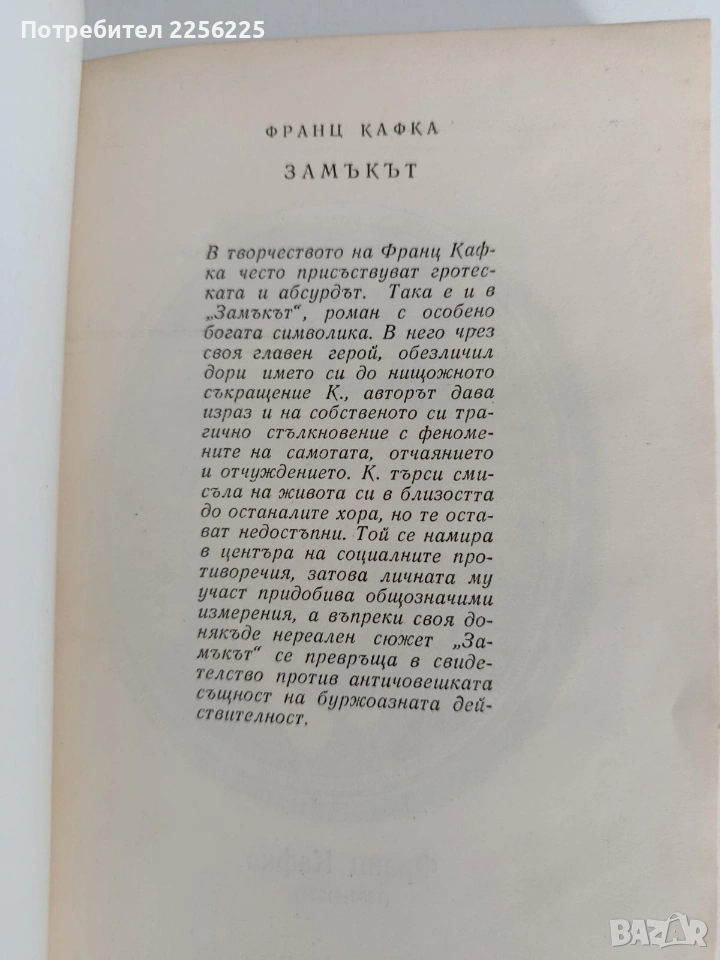 Потребител 2256225
ФРАНЦ КАФКА
ЗАМЪКЪТ
В творчеството на Франц Каф-
ка често присъствуват гротес-
ката и абсурдът. Така е и в
„Замъкът“, роман с особено
богата символика. В него чрез
своя главен герой, обезличил
дори името си до нищожното
съкращение К., авторът дава
израз и на собственото си тра-
гично стълкновение с феноме-
ните на самотата, отчаянието
и отчуждението. К. търси сми-
съла на живота си в близостта
до останалите хора, но те оста-
ват недостъпни. Той се намира
в центъра на социалните про-
тиворечия, затова личната му
участ придобива общозначими
измерения, а въпреки своя до-
някъде нереален сюжет „За-
мъкът“ се превръща в свиде-
телство против античовешката
същност на буржоазната дей-
ствителност.
Франц Кафка
BAZAR